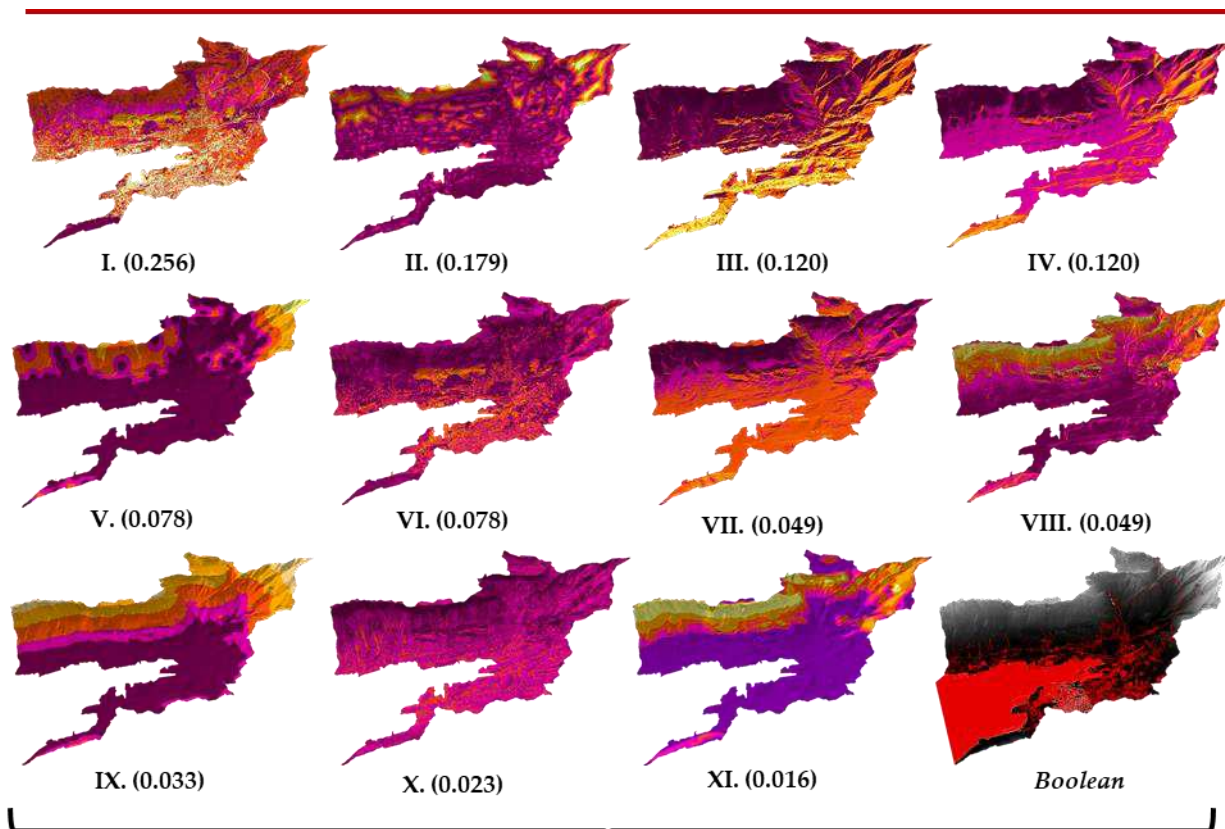 I. (0.256) II. (0.179) III. (0.120) IV. (0.120)
V. (0.078) VI. (0.078) VII. (0.049) VIII. (0.049)
IX. (0.033) X. (0.023) XI. (0.016) Boolean